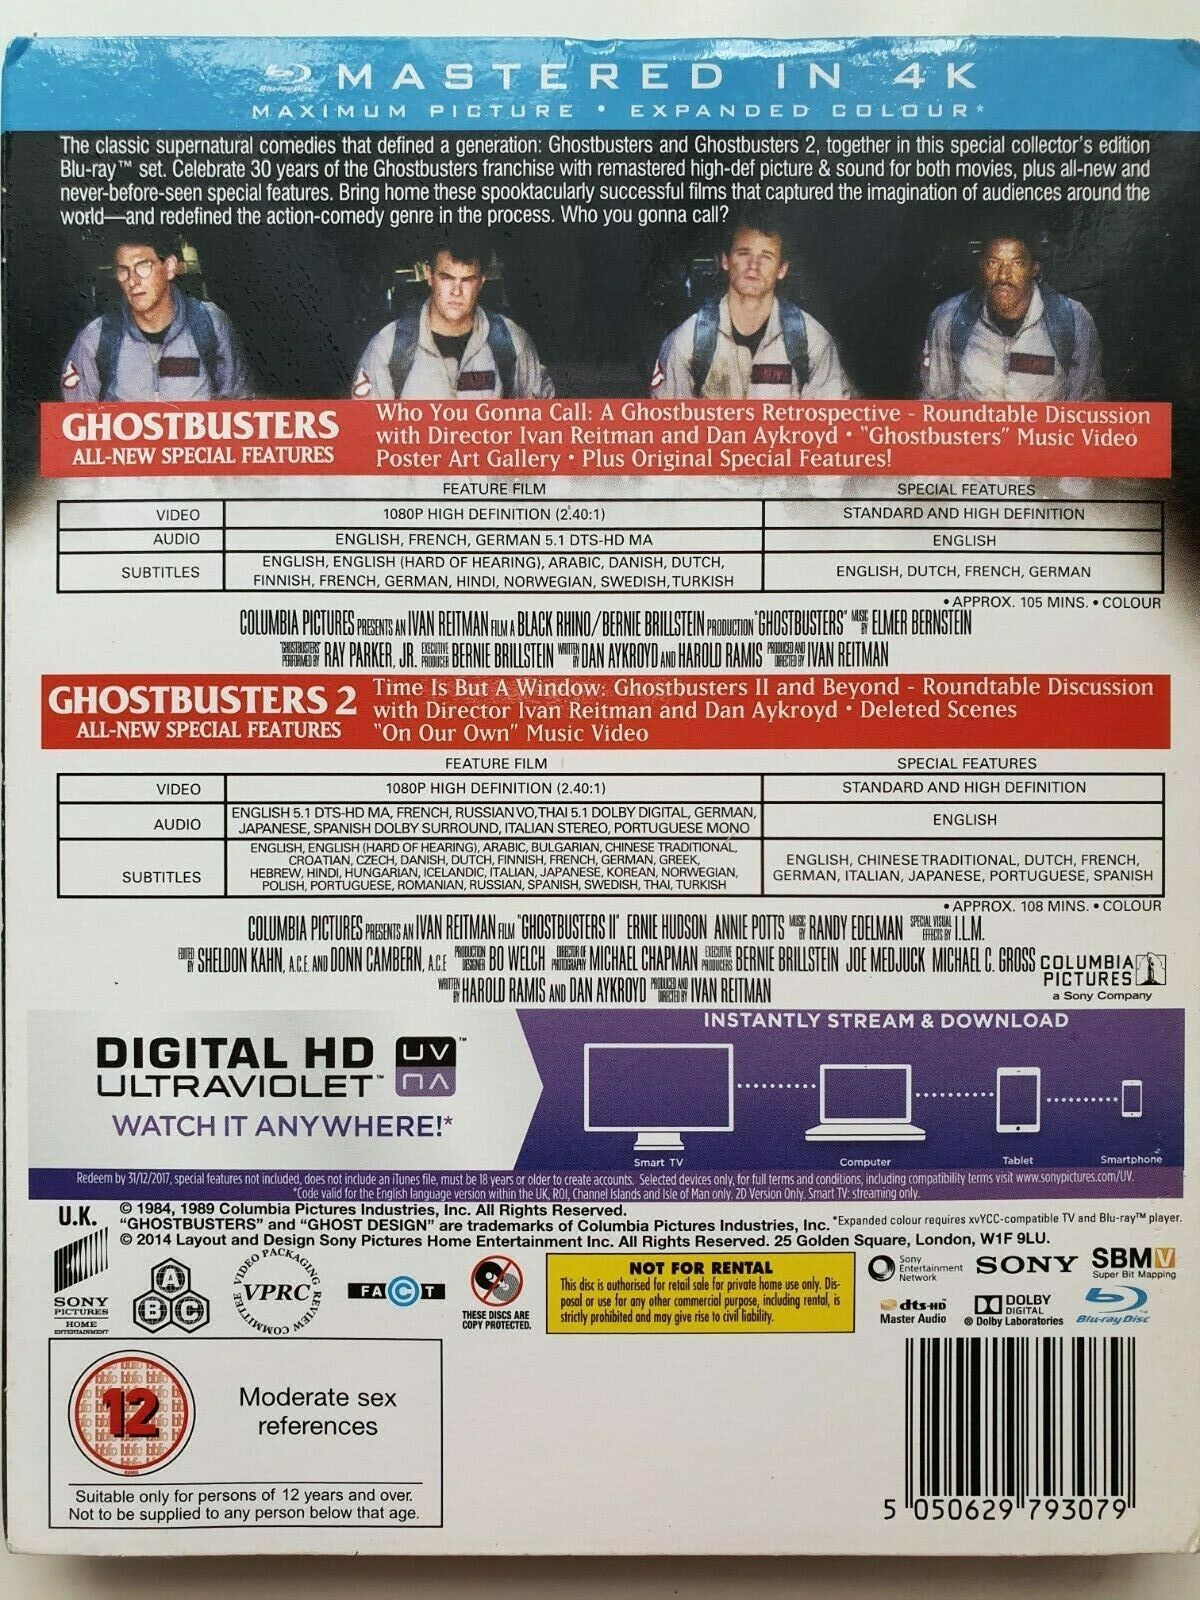 Blu-ray Disc MASTERED IN 4K
MAXIMUM PICTURE • EXPANDED COLOUR*
The classic supernatural comedies that defined a generation: Ghostbusters and Ghostbusters 2, together in this special collector's edition
Blu-ray™ set. Celebrate 30 years of the Ghostbusters franchise with remastered high-def picture & sound for both movies, plus all-new and
never-before-seen special features. Bring home these spooktacularly successful films that captured the imagination of audiences around the
world—and redefined the action-comedy genre in the process. Who you gonna call?
GHOSTBUSTERS
ALL-NEW SPECIAL FEATURES
Who You Gonna Call: A Ghostbusters Retrospective - Roundtable Discussion
with Director Ivan Reitman and Dan Aykroyd • "Ghostbusters" Music Video
Poster Art Gallery • Plus Original Special Features!
FEATURE FILM SPECIAL FEATURES
VIDEO 1080P HIGH DEFINITION (2.40:1) STANDARD AND HIGH DEFINITION
AUDIO ENGLISH, FRENCH, GERMAN 5.1 DTS-HD MA ENGLISH
SUBTITLES ENGLISH, ENGLISH (HARD OF HEARING), ARABIC, DANISH, DUTCH,
FINNISH, FRENCH, GERMAN, HINDI, NORWEGIAN, SWEDISH, TURKISH
ENGLISH, DUTCH, FRENCH, GERMAN
• APPROX. 105 MINS. • COLOUR
COLUMBIA PICTURES PRESENTS AN IVAN REITMAN FILM A BLACK RHINO/BERNIE BRILLSTEIN PRODUCTION "GHOSTBUSTERS" MUSIC BY ELMER BERNSTEIN
"GHOSTBUSTERS" PERFORMED BY RAY PARKER, JR. EXECUTIVE PRODUCER BERNIE BRILLSTEIN WRITTEN BY DAN AYKROYD AND HAROLD RAMIS PRODUCED AND DIRECTED BY IVAN REITMAN
GHOSTBUSTERS 2
ALL-NEW SPECIAL FEATURES
Time Is But A Window: Ghostbusters II and Beyond - Roundtable Discussion
with Director Ivan Reitman and Dan Aykroyd • Deleted Scenes
"On Our Own" Music Video
FEATURE FILM SPECIAL FEATURES
VIDEO 1080P HIGH DEFINITION (2.40:1) STANDARD AND HIGH DEFINITION
AUDIO ENGLISH 5.1 DTS-HD MA, FRENCH, RUSSIAN VO, THAI 5.1 DOLBY DIGITAL, GERMAN,
JAPANESE, SPANISH DOLBY SURROUND, ITALIAN STEREO, PORTUGUESE MONO
ENGLISH
SUBTITLES ENGLISH, ENGLISH (HARD OF HEARING), ARABIC, BULGARIAN, CHINESE TRADITIONAL,
CROATIAN, CZECH, DANISH, DUTCH, FINNISH, FRENCH, GERMAN, GREEK,
HEBREW, HINDI, HUNGARIAN, ICELANDIC, ITALIAN, JAPANESE, KOREAN, NORWEGIAN,
POLISH, PORTUGUESE, ROMANIAN, RUSSIAN, SPANISH, SWEDISH, THAI, TURKISH
ENGLISH, CHINESE TRADITIONAL, DUTCH, FRENCH,
GERMAN, ITALIAN, JAPANESE, PORTUGUESE, SPANISH
• APPROX. 108 MINS. • COLOUR
COLUMBIA PICTURES PRESENTS AN IVAN REITMAN FILM "GHOSTBUSTERS II" ERNIE HUDSON ANNIE POTTS MUSIC BY RANDY EDELMAN SPECIAL VISUAL EFFECTS BY I.L.M.
EDITED BY SHELDON KAHN, A.C.E. AND DONN CAMBERN, A.C.E PRODUCTION DESIGNER BO WELCH DIRECTOR OF PHOTOGRAPHY MICHAEL CHAPMAN EXECUTIVE PRODUCERS BERNIE BRILLSTEIN JOE MEDJUCK MICHAEL C. GROSS
WRITTEN BY HAROLD RAMIS AND DAN AYKROYD PRODUCED AND DIRECTED BY IVAN REITMAN
COLUMBIA
PICTURES
a Sony Company
DIGITAL HD UV
ULTRAVIOLET™
WATCH IT ANYWHERE!*
INSTANTLY STREAM & DOWNLOAD
Smart TV Computer Tablet Smartphone
Redeem by 31/12/2017, special features not included, does not include an iTunes file, must be 18 years or older to create accounts. Selected devices only, for full terms and conditions, including compatibility terms visit www.sonypictures.com/UV.
*Code valid for the English language version within the UK, ROI, Channel Islands and Isle of Man only. 2D Version Only. Smart TV: streaming only.
U.K.
© 1984, 1989 Columbia Pictures Industries, Inc. All Rights Reserved.
"GHOSTBUSTERS" and "GHOST DESIGN" are trademarks of Columbia Pictures Industries, Inc. *Expanded colour requires xvYCC-compatible TV and Blu-ray™ player.
© 2014 Layout and Design Sony Pictures Home Entertainment Inc. All Rights Reserved. 25 Golden Square, London, W1F 9LU.
SONY
PICTURES
HOME
ENTERTAINMENT
A
B C
VIDEO PACKAGING REVIEW COMMITTEE
VPRC
FACT
THESE DISCS ARE
COPY PROTECTED.
NOT FOR RENTAL
This disc is authorised for retail sale for private home use only. Dis-
posal or use for any other commercial purpose, including rental, is
strictly prohibited and may give rise to civil liability.
Sony
Entertainment
Network
SONY
SBMV
Super Bit Mapping
dts-HD
Master Audio
DOLBY
DIGITAL
® Dolby Laboratories
Blu-ray Disc
12
Moderate sex
references
Suitable only for persons of 12 years and over.
Not to be supplied to any person below that age.
5 050629 793079